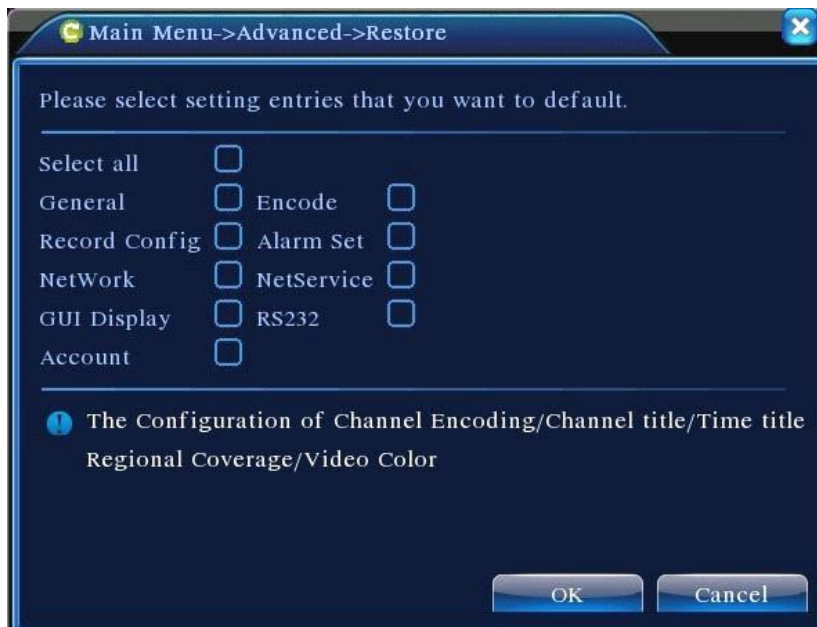 Main Menu->Advanced->Restore
Please select setting entries that you want to default.
Select all
General Encode
Record Config Alarm Set
NetWork NetService
GUI Display RS232
Account
The Configuration of Channel Encoding/Channel title/Time title
Regional Coverage/Video Color
OK Cancel